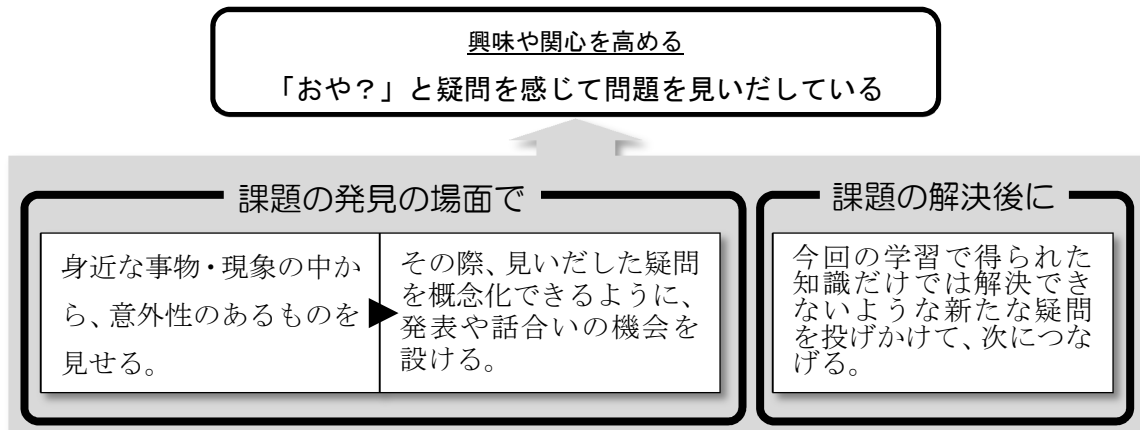 興味や関心を高める
「おや？」と疑問を感じて問題を見いだしている
課題の発見の場面で
身近な事物・現象の中か
ら、意外性のあるものを
見せる。
その際、見いだした疑問
を概念化できるように、
発表や話合いの機会を
設ける。
課題の解決後に
今回の学習で得られた
知識だけでは解決でき
ないような新たな疑問
を投げかけて、次につな
げる。